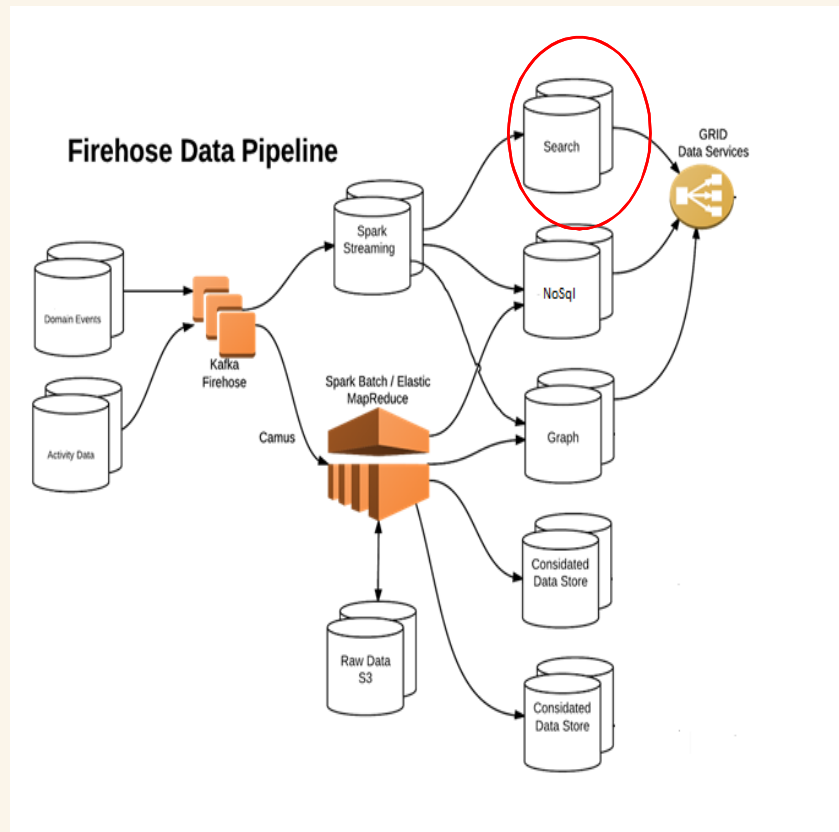 Firehose Data Pipeline
Search
GRID
Data Services
Spark
Streaming
NoSql
Domain Events
Kafka
Firehose
Spark Batch / Elastic
MapReduce
Camus
Graph
Activity Data
Considated
Data Store
Raw Data
S3
Considated
Data Store